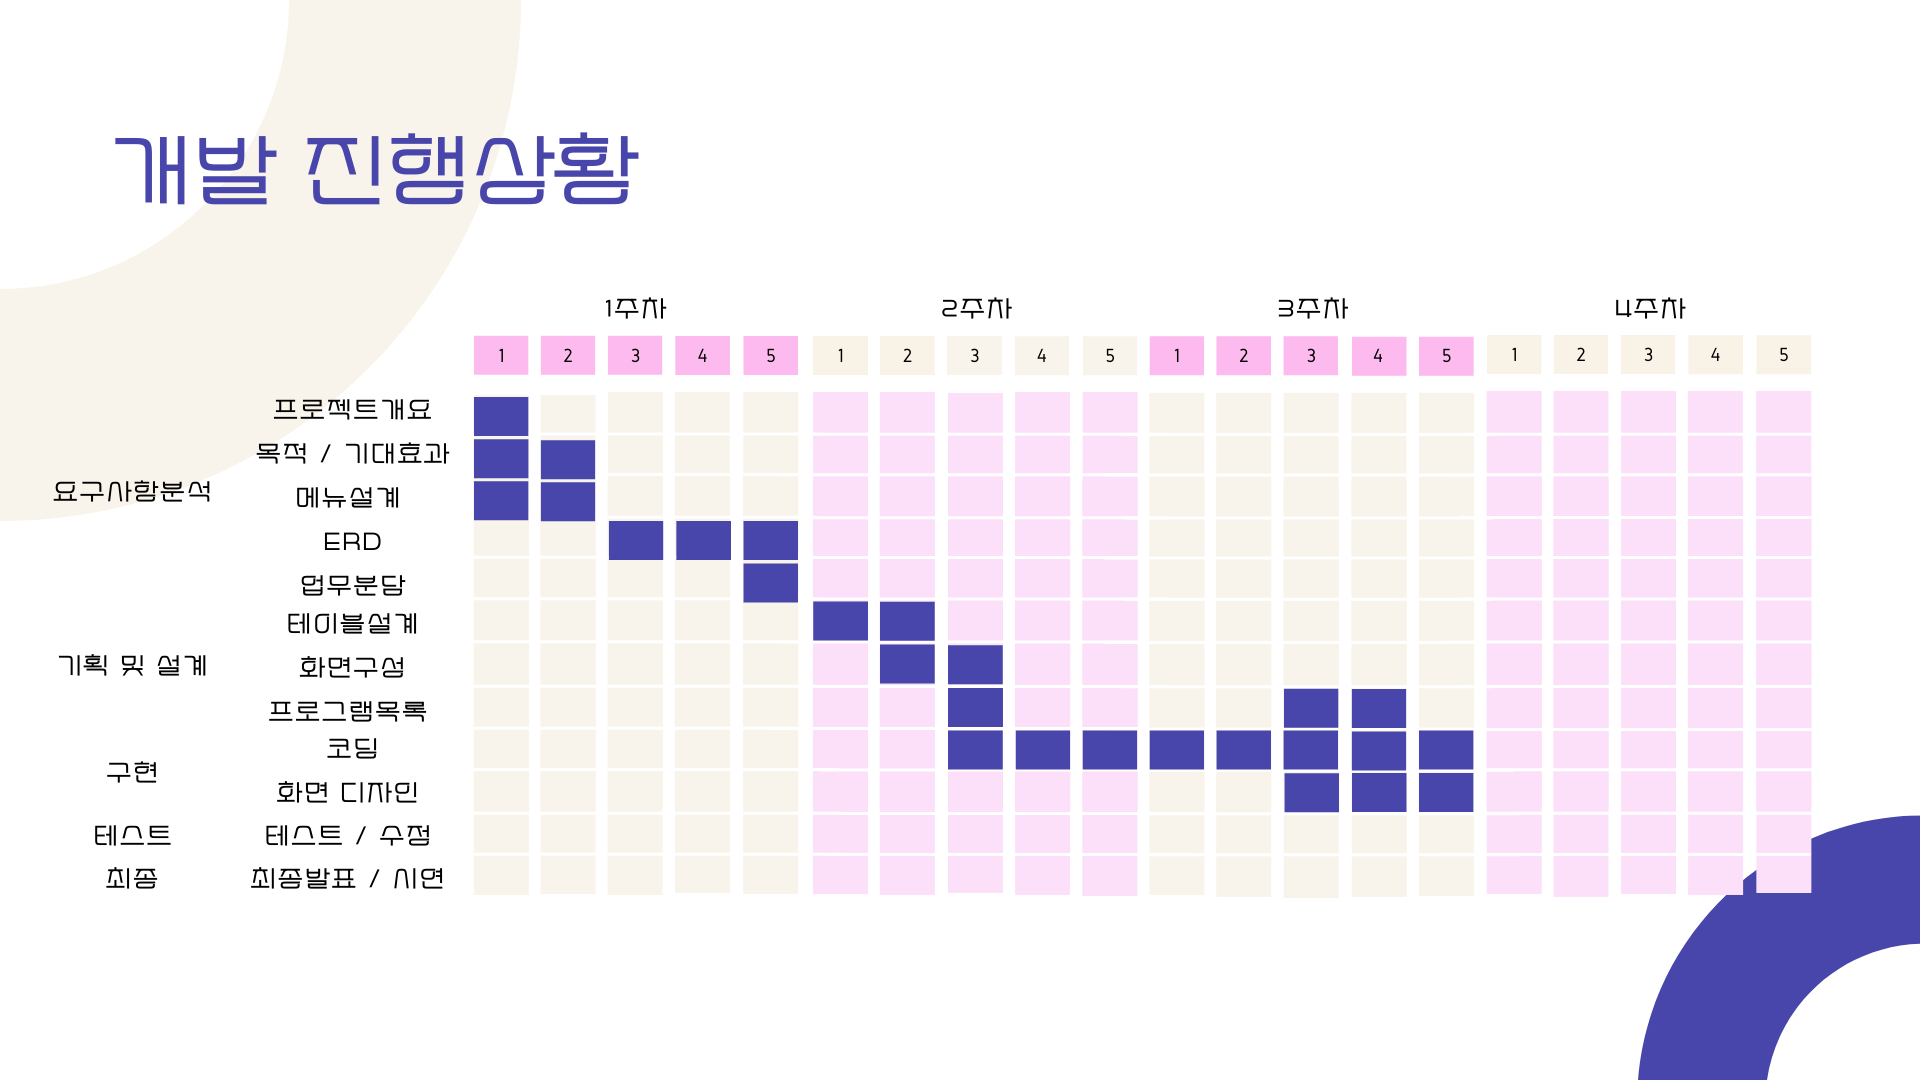 개발 진행상황
1주차 2주차 3주차 4주차
1 2 3 4 5 1 2 3 4 5 1 2 3 4 5 1 2 3 4 5
프로젝트개요
목적 / 기대효과
요구사항분석 메뉴설계
ERD
업무분담
테이블설계
기획 및 설계 화면구성
프로그램목록
코딩
구현
화면 디자인
테스트 테스트 / 수정
최종 최종발표 / 시연